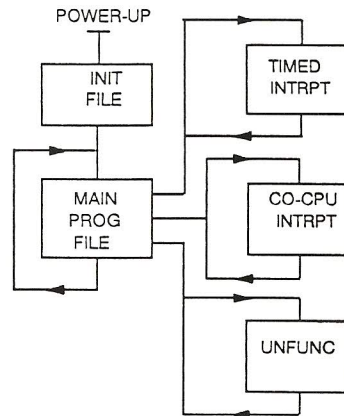 POWER-UP
INIT
FILE
MAIN
PROG
FILE
TIMED
INTRPT
CO-CPU
INTRPT
UNFUNC